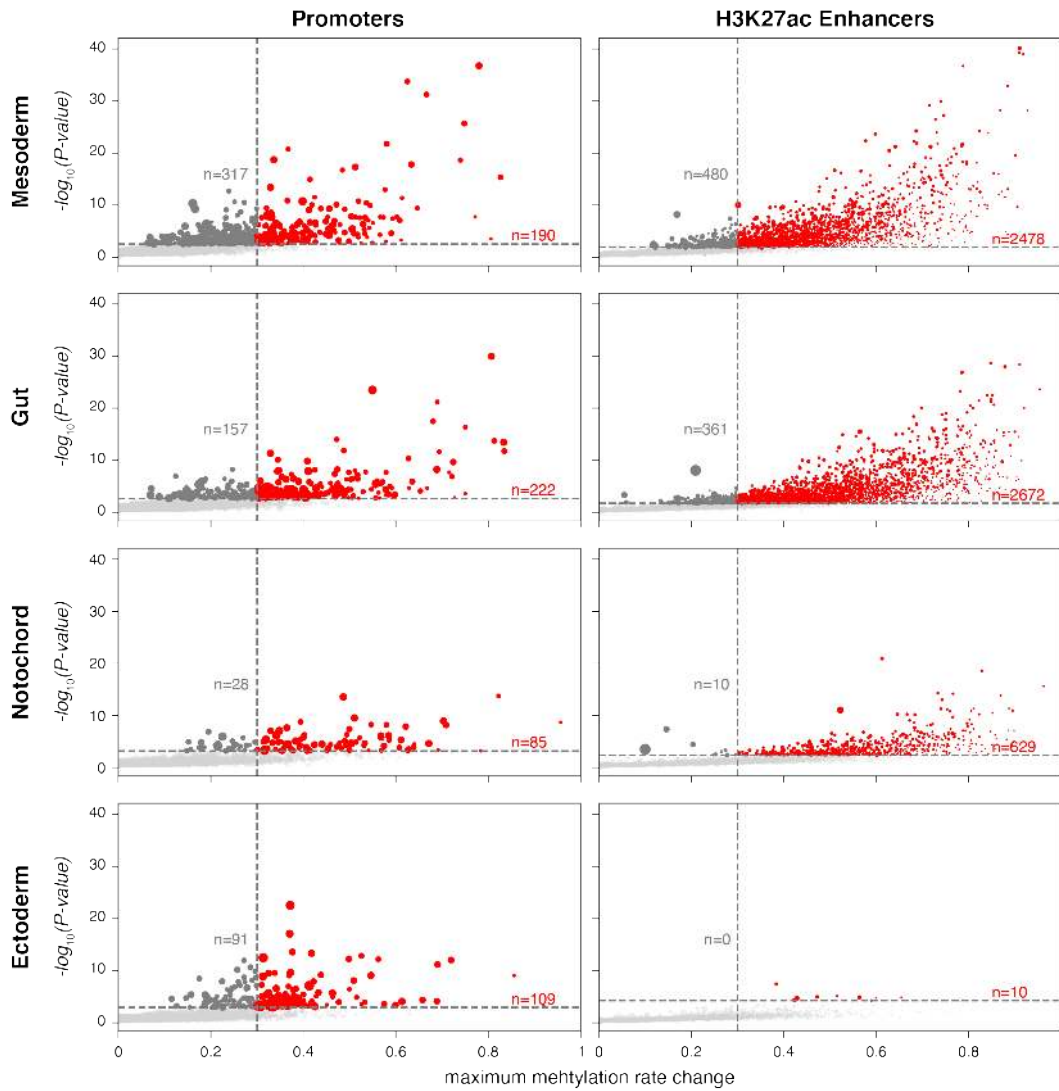 Promoters
H3K27ac Enhancers
Mesoderm
-log10(P-value)
40
30
20
10
0
n=317
n=190
n=480
n=2478
Gut
-log10(P-value)
40
30
20
10
0
n=157
n=222
n=361
n=2672
Notochord
-log10(P-value)
40
30
20
10
0
n=28
n=85
n=10
n=629
Ectoderm
-log10(P-value)
40
30
20
10
0
n=91
n=109
n=0
n=10
0 0.2 0.4 0.6 0.8 1 0.2 0.4 0.6 0.8
0
maximum mehtylation rate change